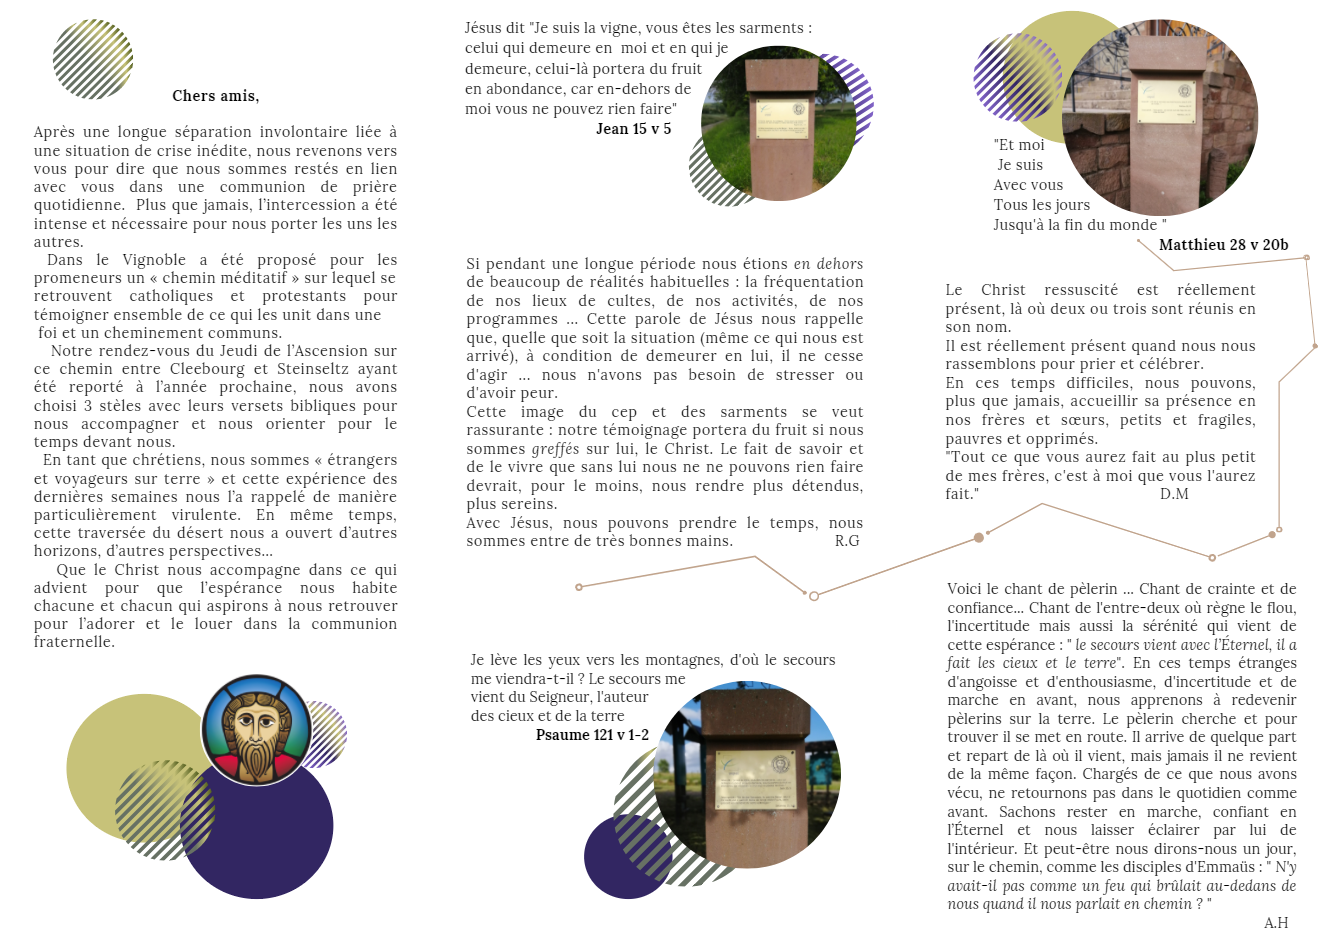 Chers amis,
Après une longue séparation involontaire liée à
une situation de crise inédite, nous revenons vers
vous pour dire que nous sommes restés en lien
avec vous dans une communion de prière
quotidienne. Plus que jamais, l'intercession a été
intense et nécessaire pour nous porter les uns les
autres.
Dans le Vignoble a été proposé pour les
promeneurs un « chemin méditatif » sur lequel se
retrouvent catholiques et protestants pour
témoigner ensemble de ce qui les unit dans une
foi et un cheminement communs.
Notre rendez-vous du Jeudi de l'Ascension sur
ce chemin entre Cleebourg et Steinseltz ayant
été reporté à l'année prochaine, nous avons
choisi 3 stèles avec leurs versets bibliques pour
nous accompagner et nous orienter pour le
temps devant nous.
En tant que chrétiens, nous sommes « étrangers
et voyageurs sur terre » et cette expérience des
dernières semaines nous l'a rappelé de manière
particulièrement virulente. En même temps,
cette traversée du désert nous a ouvert d'autres
horizons, d'autres perspectives...
Que le Christ nous accompagne dans ce qui
advient pour que l'espérance nous habite
chacune et chacun qui aspirons à nous retrouver
pour l'adorer et le louer dans la communion
fraternelle.
Jésus dit "Je suis la vigne, vous êtes les sarments :
celui qui demeure en moi et en qui je
demeure, celui-là portera du fruit
en abondance, car en-dehors de
moi vous ne pouvez rien faire"
Jean 15 v 5
Si pendant une longue période nous étions en dehors
de beaucoup de réalités habituelles : la fréquentation
de nos lieux de cultes, de nos activités, de nos
programmes ... Cette parole de Jésus nous rappelle
que, quelle que soit la situation (même ce qui nous est
arrivé), à condition de demeurer en lui, il ne cesse
d'agir ... nous n'avons pas besoin de stresser ou
d'avoir peur.
Cette image du cep et des sarments se veut
rassurante : notre témoignage portera du fruit si nous
sommes greffés sur lui, le Christ. Le fait de savoir et
de le vivre que sans lui nous ne ne pouvons rien faire
devrait, pour le moins, nous rendre plus détendus,
plus sereins.
Avec Jésus, nous pouvons prendre le temps, nous
sommes entre de très bonnes mains. R.G
Je lève les yeux vers les montagnes, d'où le secours
me viendra-t-il ? Le secours me
vient du Seigneur, l'auteur
des cieux et de la terre
Psaume 121 v 1-2
"Et moi
Je suis
Avec vous
Tous les jours
Jusqu'à la fin du monde "
Matthieu 28 v 20b
Le Christ ressuscité est réellement
présent, là où deux ou trois sont réunis en
son nom.
Il est réellement présent quand nous nous
rassemblons pour prier et célébrer.
En ces temps difficiles, nous pouvons,
plus que jamais, accueillir sa présence en
nos frères et sœurs, petits et fragiles,
pauvres et opprimés.
"Tout ce que vous aurez fait au plus petit
de mes frères, c'est à moi que vous l'aurez
fait." D.M
Voici le chant de pèlerin ... Chant de crainte et de
confiance... Chant de l'entre-deux où règne le flou,
l'incertitude mais aussi la sérénité qui vient de
cette espérance : " le secours vient avec l'Éternel, il a
fait les cieux et le terre". En ces temps étranges
d'angoisse et d'enthousiasme, d'incertitude et de
marche en avant, nous apprenons à redevenir
pèlerins sur la terre. Le pèlerin cherche et pour
trouver il se met en route. Il arrive de quelque part
et repart de là où il vient, mais jamais il ne revient
de la même façon. Chargés de ce que nous avons
vécu, ne retournons pas dans le quotidien comme
avant. Sachons rester en marche, confiant en
l'Éternel et nous laisser éclairer par lui de
l'intérieur. Et peut-être nous dirons-nous un jour,
sur le chemin, comme les disciples d'Emmaüs : " N'y
avait-il pas comme un feu qui brûlait au-dedans de
nous quand il nous parlait en chemin ? "
A.H